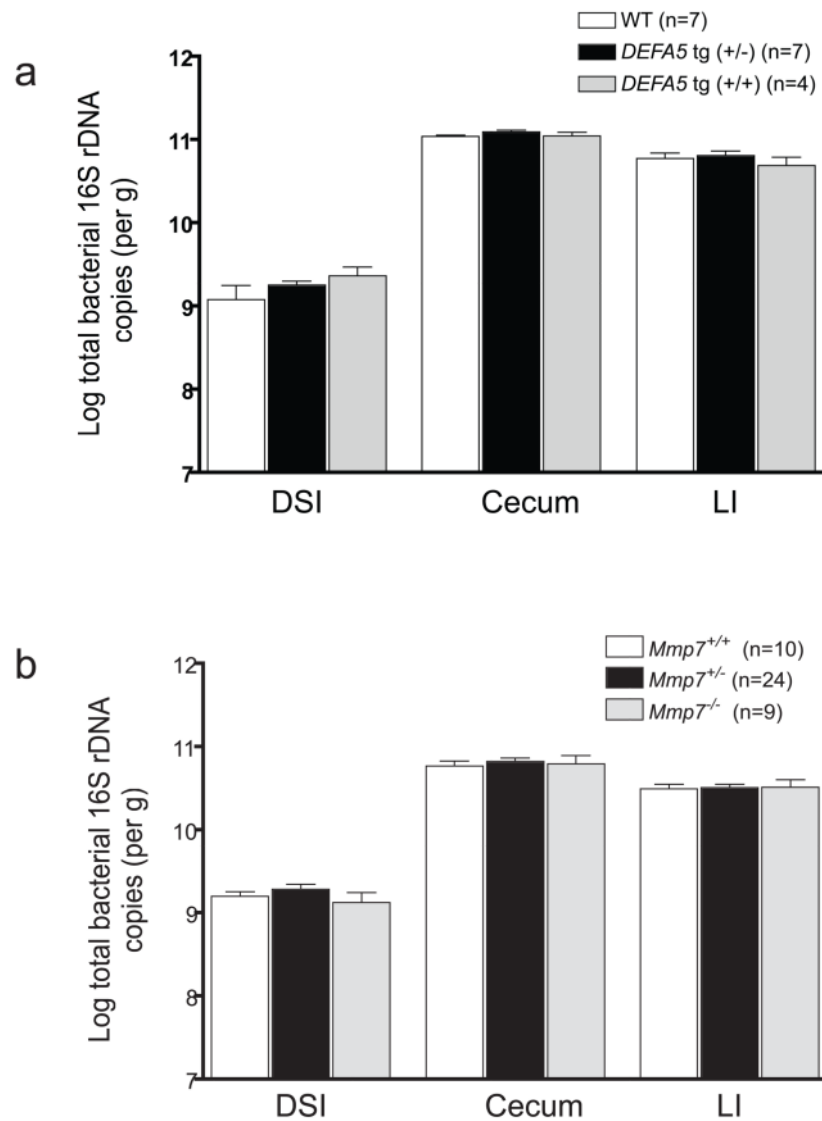 a
WT (n=7)
DEFA5 tg (+/-) (n=7)
DEFA5 tg (+/+) (n=4)
Log total bacterial 16S rDNA
copies (per g)
12
11
10
9
8
7
DSI Cecum LI
b
Mmp7+/+ (n=10)
Mmp7+/- (n=24)
Mmp7-/- (n=9)
Log total bacterial 16S rDNA
copies (per g)
12
11
10
9
8
7
DSI Cecum LI